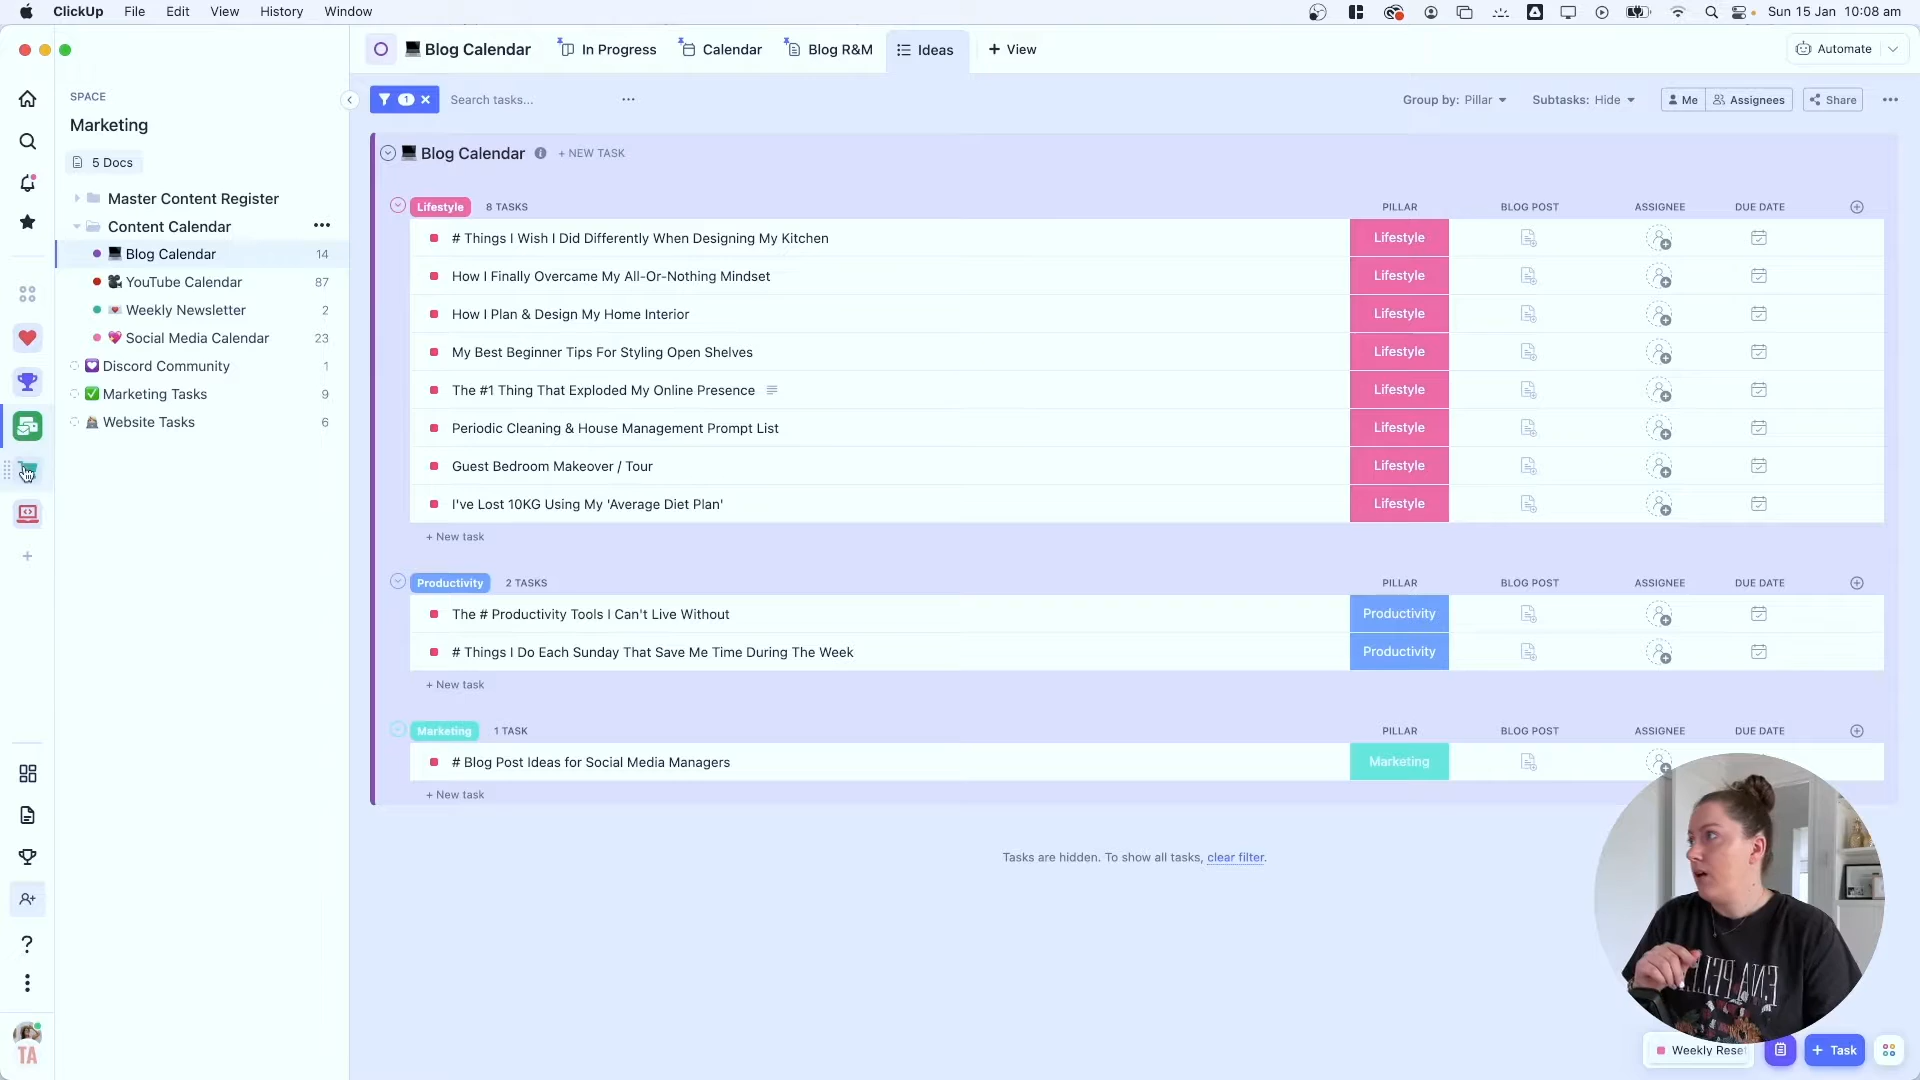 ClickUp File Edit View History Window
Sun 15 Jan 10:08 am
Blog Calendar In Progress Calendar Blog R&M Ideas + View
Automate
SPACE
Marketing
5 Docs
Master Content Register
Content Calendar
Blog Calendar 14
YouTube Calendar 87
Weekly Newsletter 2
Social Media Calendar 23
Discord Community 1
Marketing Tasks 9
Website Tasks 6
TA
1 Search tasks...
Group by: Pillar Subtasks: Hide Me Assignees Share
Blog Calendar + NEW TASK
Lifestyle 8 TASKS PILLAR BLOG POST ASSIGNEE DUE DATE
# Things I Wish I Did Differently When Designing My Kitchen Lifestyle
How I Finally Overcame My All-Or-Nothing Mindset Lifestyle
How I Plan & Design My Home Interior Lifestyle
My Best Beginner Tips For Styling Open Shelves Lifestyle
The #1 Thing That Exploded My Online Presence Lifestyle
Periodic Cleaning & House Management Prompt List Lifestyle
Guest Bedroom Makeover / Tour Lifestyle
I've Lost 10KG Using My 'Average Diet Plan' Lifestyle
+ New task
Productivity 2 TASKS PILLAR BLOG POST ASSIGNEE DUE DATE
The # Productivity Tools I Can't Live Without Productivity
# Things I Do Each Sunday That Save Me Time During The Week Productivity
+ New task
Marketing 1 TASK PILLAR BLOG POST ASSIGNEE DUE DATE
# Blog Post Ideas for Social Media Managers Marketing
+ New task
Tasks are hidden. To show all tasks, clear filter.
Weekly Reset + Task